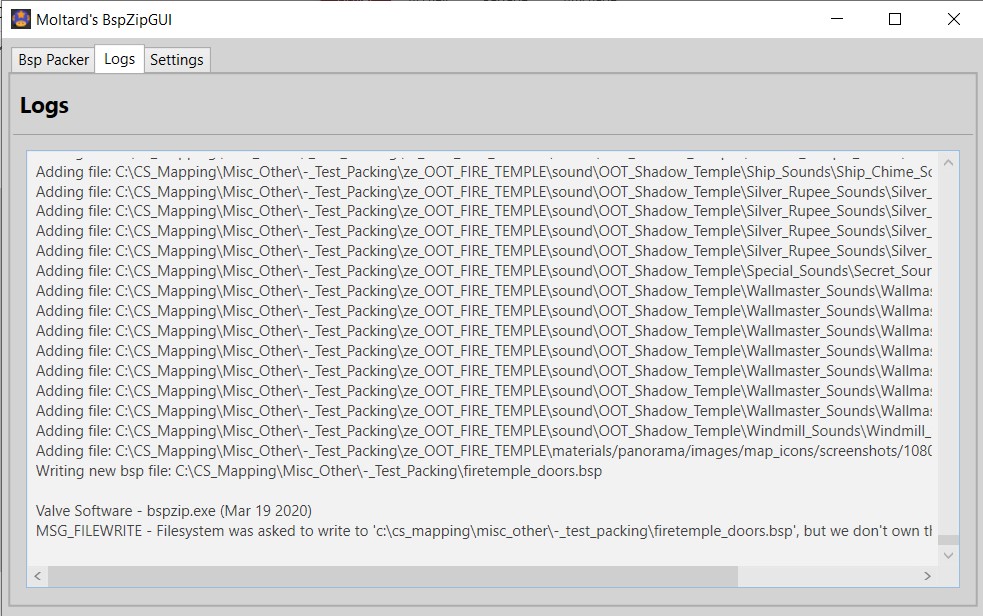 Moltard's BspZipGUI
Bsp Packer Logs Settings
Logs
Adding file: C:\CS_Mapping\Misc_Other\-_Test_Packing\ze_OOT_FIRE_TEMPLE\sound\OOT_Shadow_Temple\Ship_Sounds\Ship_Chime_Sc
Adding file: C:\CS_Mapping\Misc_Other\-_Test_Packing\ze_OOT_FIRE_TEMPLE\sound\OOT_Shadow_Temple\Silver_Rupee_Sounds\Silver_
Adding file: C:\CS_Mapping\Misc_Other\-_Test_Packing\ze_OOT_FIRE_TEMPLE\sound\OOT_Shadow_Temple\Silver_Rupee_Sounds\Silver_
Adding file: C:\CS_Mapping\Misc_Other\-_Test_Packing\ze_OOT_FIRE_TEMPLE\sound\OOT_Shadow_Temple\Silver_Rupee_Sounds\Silver_
Adding file: C:\CS_Mapping\Misc_Other\-_Test_Packing\ze_OOT_FIRE_TEMPLE\sound\OOT_Shadow_Temple\Silver_Rupee_Sounds\Silver_
Adding file: C:\CS_Mapping\Misc_Other\-_Test_Packing\ze_OOT_FIRE_TEMPLE\sound\OOT_Shadow_Temple\Special_Sounds\Secret_Sour
Adding file: C:\CS_Mapping\Misc_Other\-_Test_Packing\ze_OOT_FIRE_TEMPLE\sound\OOT_Shadow_Temple\Wallmaster_Sounds\Wallmas
Adding file: C:\CS_Mapping\Misc_Other\-_Test_Packing\ze_OOT_FIRE_TEMPLE\sound\OOT_Shadow_Temple\Wallmaster_Sounds\Wallmas
Adding file: C:\CS_Mapping\Misc_Other\-_Test_Packing\ze_OOT_FIRE_TEMPLE\sound\OOT_Shadow_Temple\Wallmaster_Sounds\Wallmas
Adding file: C:\CS_Mapping\Misc_Other\-_Test_Packing\ze_OOT_FIRE_TEMPLE\sound\OOT_Shadow_Temple\Wallmaster_Sounds\Wallmas
Adding file: C:\CS_Mapping\Misc_Other\-_Test_Packing\ze_OOT_FIRE_TEMPLE\sound\OOT_Shadow_Temple\Wallmaster_Sounds\Wallmas
Adding file: C:\CS_Mapping\Misc_Other\-_Test_Packing\ze_OOT_FIRE_TEMPLE\sound\OOT_Shadow_Temple\Wallmaster_Sounds\Wallmas
Adding file: C:\CS_Mapping\Misc_Other\-_Test_Packing\ze_OOT_FIRE_TEMPLE\sound\OOT_Shadow_Temple\Wallmaster_Sounds\Wallmas
Adding file: C:\CS_Mapping\Misc_Other\-_Test_Packing\ze_OOT_FIRE_TEMPLE\sound\OOT_Shadow_Temple\Windmill_Sounds\Windmill_
Adding file: C:\CS_Mapping\Misc_Other\-_Test_Packing\ze_OOT_FIRE_TEMPLE\materials/panorama/images/map_icons/screenshots/1080
Writing new bsp file: C:\CS_Mapping\Misc_Other\-_Test_Packing\firetemple_doors.bsp
Valve Software - bspzip.exe (Mar 19 2020)
MSG_FILEWRITE - Filesystem was asked to write to 'c:\cs_mapping\misc_other\-_test_packing\firetemple_doors.bsp', but we don't own th